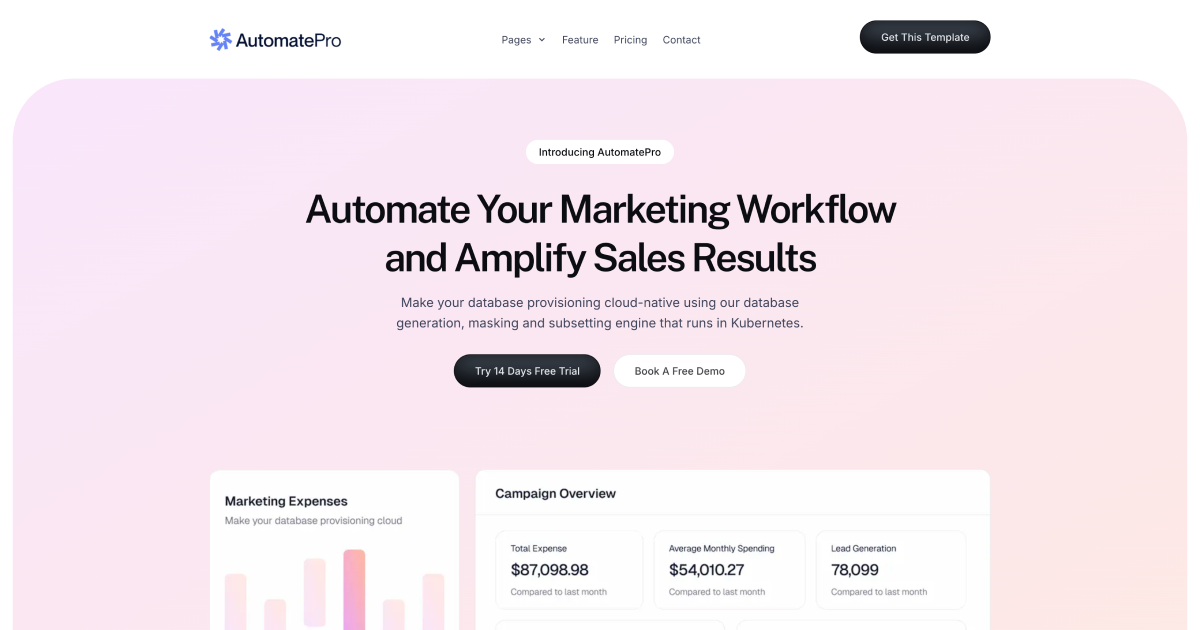 AutomatePro
Pages
Feature
Pricing
Contact
Get This Template
Introducing AutomatePro
Automate Your Marketing Workflow
and Amplify Sales Results
Make your database provisioning cloud-native using our database
generation, masking and subsetting engine that runs in Kubernetes.
Try 14 Days Free Trial
Book A Free Demo
Marketing Expenses
Make your database provisioning cloud
Campaign Overview
Total Expense
$87,098.98
Compared to last month
Average Monthly Spending
$54,010.27
Compared to last month
Lead Generation
78,099
Compared to last month